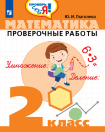 Ю. И. Глаголева
МАТЕМАТИКА
ПРОВЕРОЧНЫЕ РАБОТЫ
6·3=
Умножение:
Деление:
2
КЛАСС